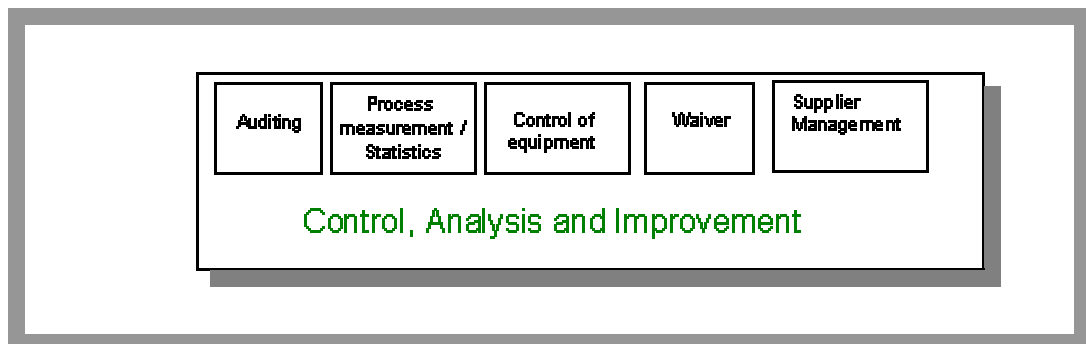 Auditing
Process
measurement /
Statistics
Control of
equipment
Waiver
Supplier
Management
Control, Analysis and Improvement